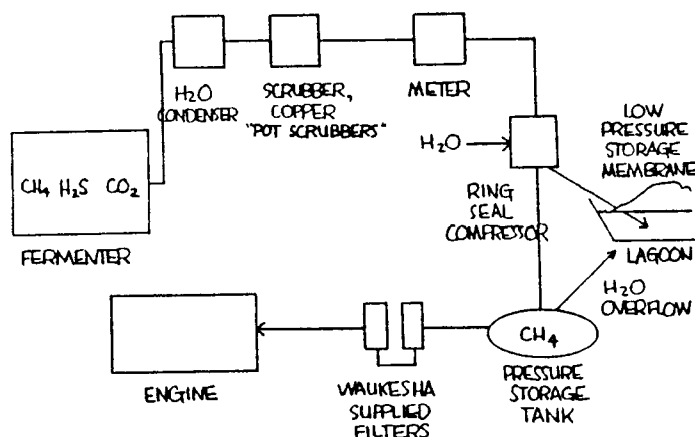 H₂O
CONDENSER
SCRUBBER,
COPPER
"POT SCRUBBERS"
METER
LOW
PRESSURE
STORAGE
MEMBRANE
H₂O
CH₄ H₂S CO₂
FERMENTER
RING
SEAL
COMPRESSOR
LAGOON
H₂O
OVERFLOW
CH₄
ENGINE
WAUKESHA
SUPPLIED
FILTERS
PRESSURE
STORAGE
TANK